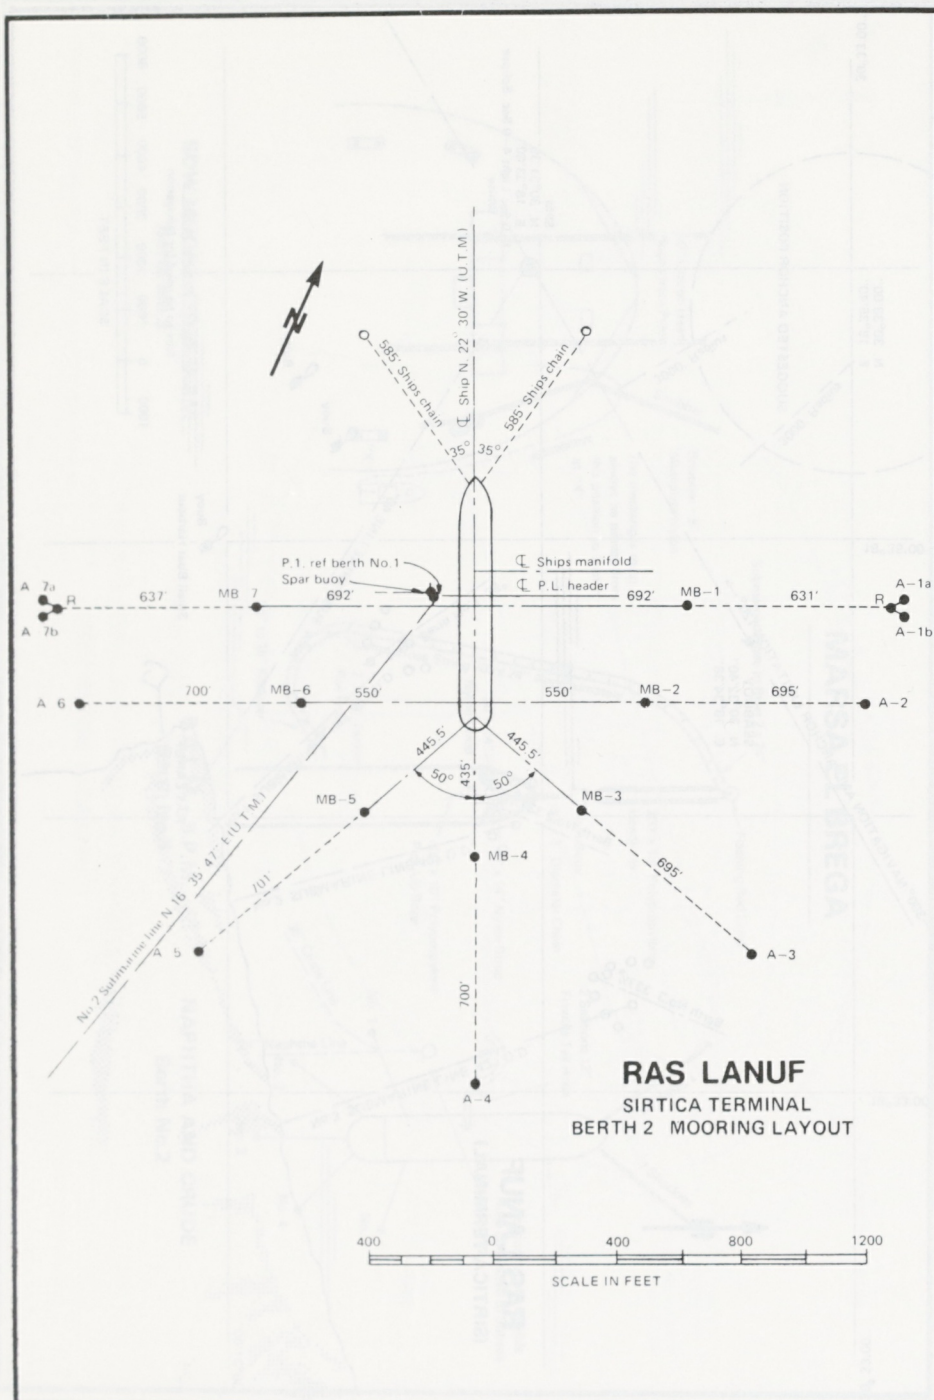 N
℄ Ship N. 22° 30' W. (U.T.M.)
585' Ships chain
585' Ships chain
35°
35°
P.1. ref berth No.1
Spar buoy
℄ Ships manifold
℄ P.L. header
A 7a
R
637'
MB 7
692'
692'
MB-1
631'
R
A-1a
A 7b
A-1b
A 6
700'
MB-6
550'
550'
MB-2
695'
A-2
445.5'
435'
445.5'
50°
50°
MB-5
MB-3
MB-4
701'
695'
No.2 Submarine line N 16 35' 47" E(U.T.M.)
A 5
A-3
700'
A-4
RAS LANUF
SIRTICA TERMINAL
BERTH 2 MOORING LAYOUT
400 0 400 800 1200
SCALE IN FEET